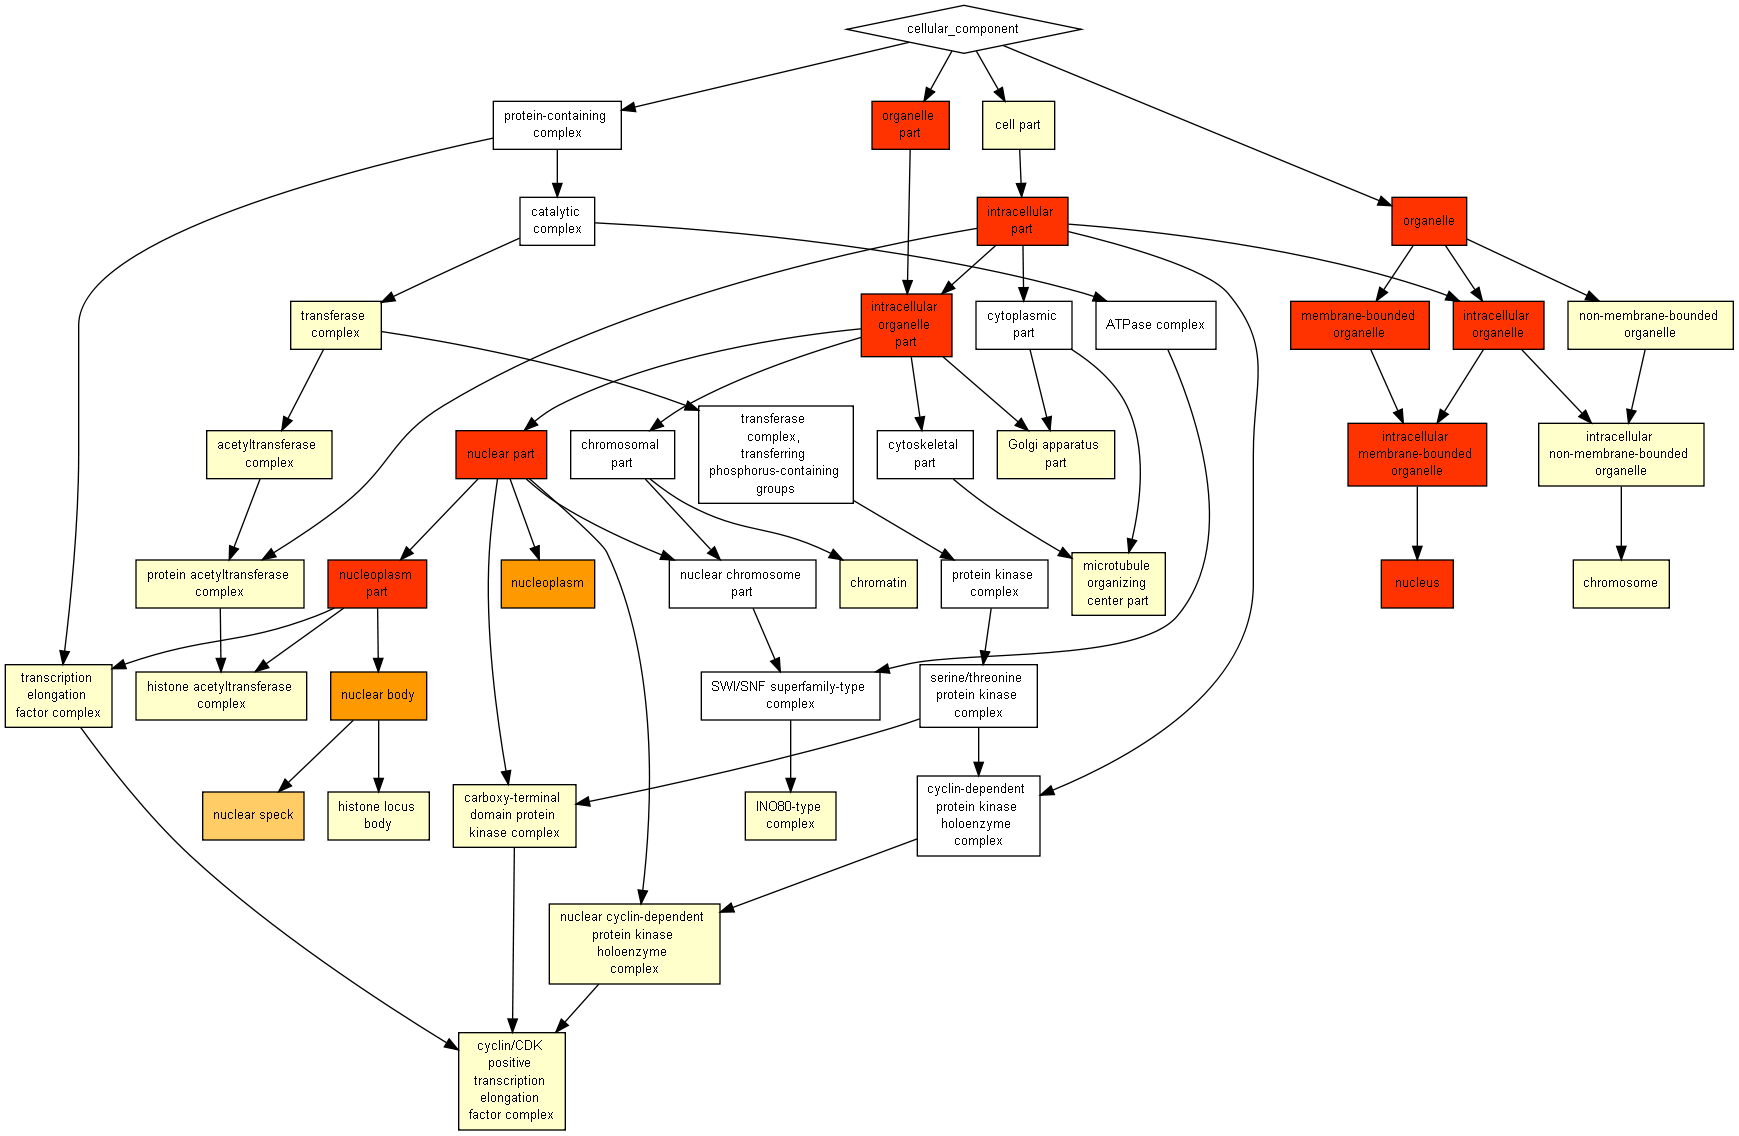 cellular_component
protein-containing
complex
organelle
part
cell part
catalytic
complex
intracellular
part
organelle
transferase
complex
intracellular
organelle
part
cytoplasmic
part
ATPase complex
membrane-bounded
organelle
intracellular
organelle
non-membrane-bounded
organelle
acetyltransferase
complex
nuclear part
chromosomal
part
transferase
complex,
transferring
phosphorus-containing
groups
cytoskeletal
part
Golgi apparatus
part
intracellular
membrane-bounded
organelle
intracellular
non-membrane-bounded
organelle
protein acetyltransferase
complex
nucleoplasm
part
nucleoplasm
nuclear chromosome
part
chromatin
protein kinase
complex
microtubule
organizing
center part
nucleus
chromosome
transcription
elongation
factor complex
histone acetyltransferase
complex
nuclear body
SWI/SNF superfamily-type
complex
serine/threonine
protein kinase
complex
nuclear speck
histone locus
body
carboxy-terminal
domain protein
kinase complex
INO80-type
complex
cyclin-dependent
protein kinase
holoenzyme
complex
nuclear cyclin-dependent
protein kinase
holoenzyme
complex
cyclin/CDK
positive
transcription
elongation
factor complex